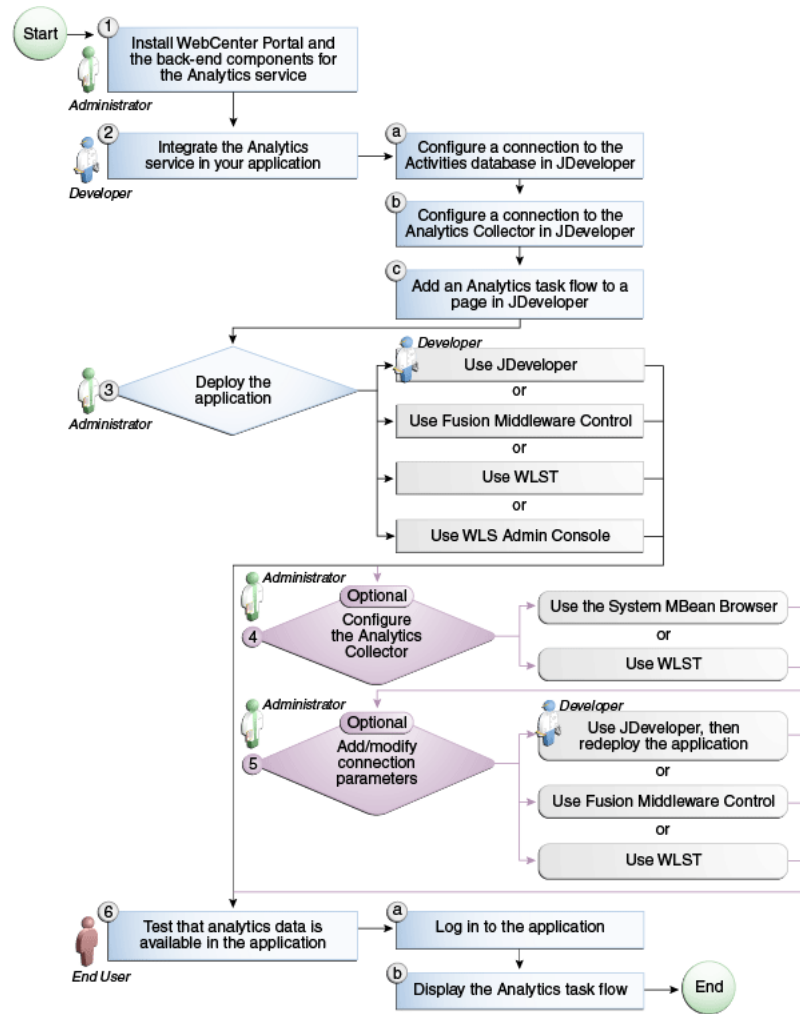 Start
1
Install WebCenter Portal and
the back-end components for
the Analytics service
Administrator
2
Integrate the Analytics
service in your application
Developer
a
Configure a connection to the
Activities database in JDeveloper
b
Configure a connection to the
Analytics Collector in JDeveloper
c
Add an Analytics task flow to a
page in JDeveloper
3
Deploy the
application
Administrator
Developer
Use JDeveloper
or
Use Fusion Middleware Control
or
Use WLST
or
Use WLS Admin Console
Administrator
Optional
4
Configure
the Analytics
Collector
Use the System MBean Browser
or
Use WLST
Administrator
Optional
5
Add/modify
connection
parameters
Developer
Use JDeveloper, then
redeploy the application
or
Use Fusion Middleware Control
or
Use WLST
6
Test that analytics data is
available in the application
End User
a
Log in to the application
b
Display the Analytics task flow
End